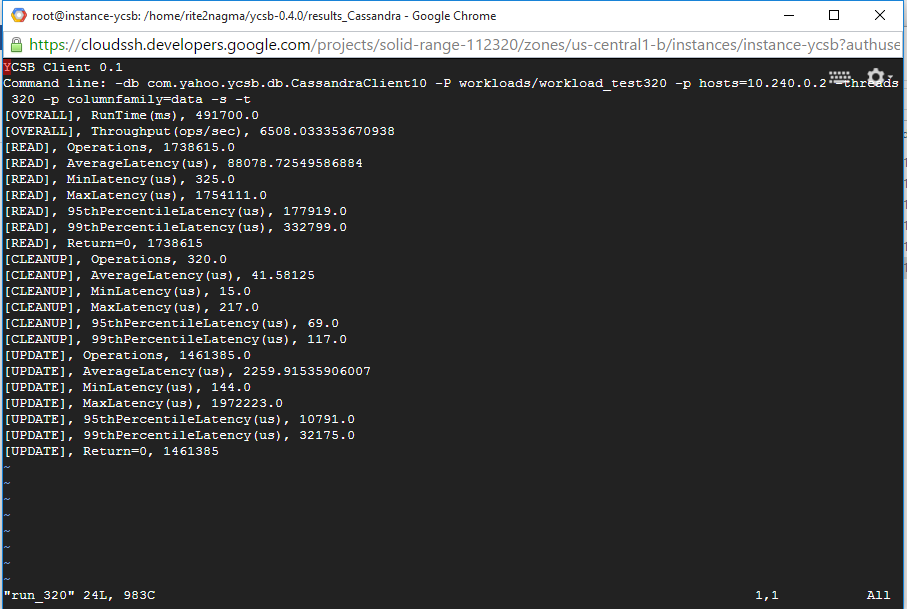 root@instance-ycsb: /home/rite2nagma/ycsb-0.4.0/results_Cassandra - Google Chrome
https://cloudssh.developers.google.com/projects/solid-range-112320/zones/us-central1-b/instances/instance-ycsb?authuse
YCSB Client 0.1
Command line: -db com.yahoo.ycsb.db.CassandraClient10 -P workloads/workload_test320 -p hosts=10.240.0.2 -threads
320 -p columnfamily=data -s -t
[OVERALL], RunTime(ms), 491700.0
[OVERALL], Throughput(ops/sec), 6508.033353670938
[READ], Operations, 1738615.0
[READ], AverageLatency(us), 88078.72549586884
[READ], MinLatency(us), 325.0
[READ], MaxLatency(us), 1754111.0
[READ], 95thPercentileLatency(us), 177919.0
[READ], 99thPercentileLatency(us), 332799.0
[READ], Return=0, 1738615
[CLEANUP], Operations, 320.0
[CLEANUP], AverageLatency(us), 41.58125
[CLEANUP], MinLatency(us), 15.0
[CLEANUP], MaxLatency(us), 217.0
[CLEANUP], 95thPercentileLatency(us), 69.0
[CLEANUP], 99thPercentileLatency(us), 117.0
[UPDATE], Operations, 1461385.0
[UPDATE], AverageLatency(us), 2259.91535906007
[UPDATE], MinLatency(us), 144.0
[UPDATE], MaxLatency(us), 1972223.0
[UPDATE], 95thPercentileLatency(us), 10791.0
[UPDATE], 99thPercentileLatency(us), 32175.0
[UPDATE], Return=0, 1461385
~
~
~
~
~
~
~
~
"run_320" 24L, 983C 1,1 All